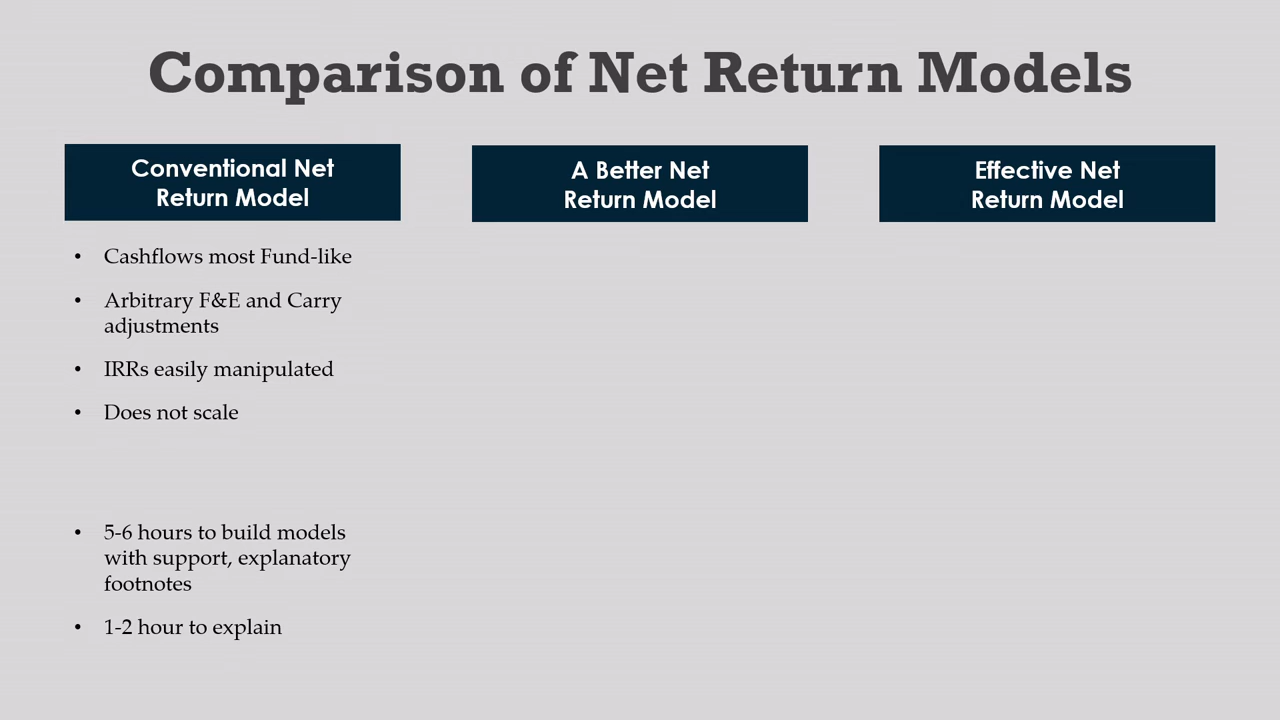 Comparison of Net Return Models
Conventional Net
Return Model
A Better Net
Return Model
Effective Net
Return Model
• Cashflows most Fund-like
• Arbitrary F&E and Carry
adjustments
• IRRs easily manipulated
• Does not scale
• 5-6 hours to build models
with support, explanatory
footnotes
• 1-2 hour to explain